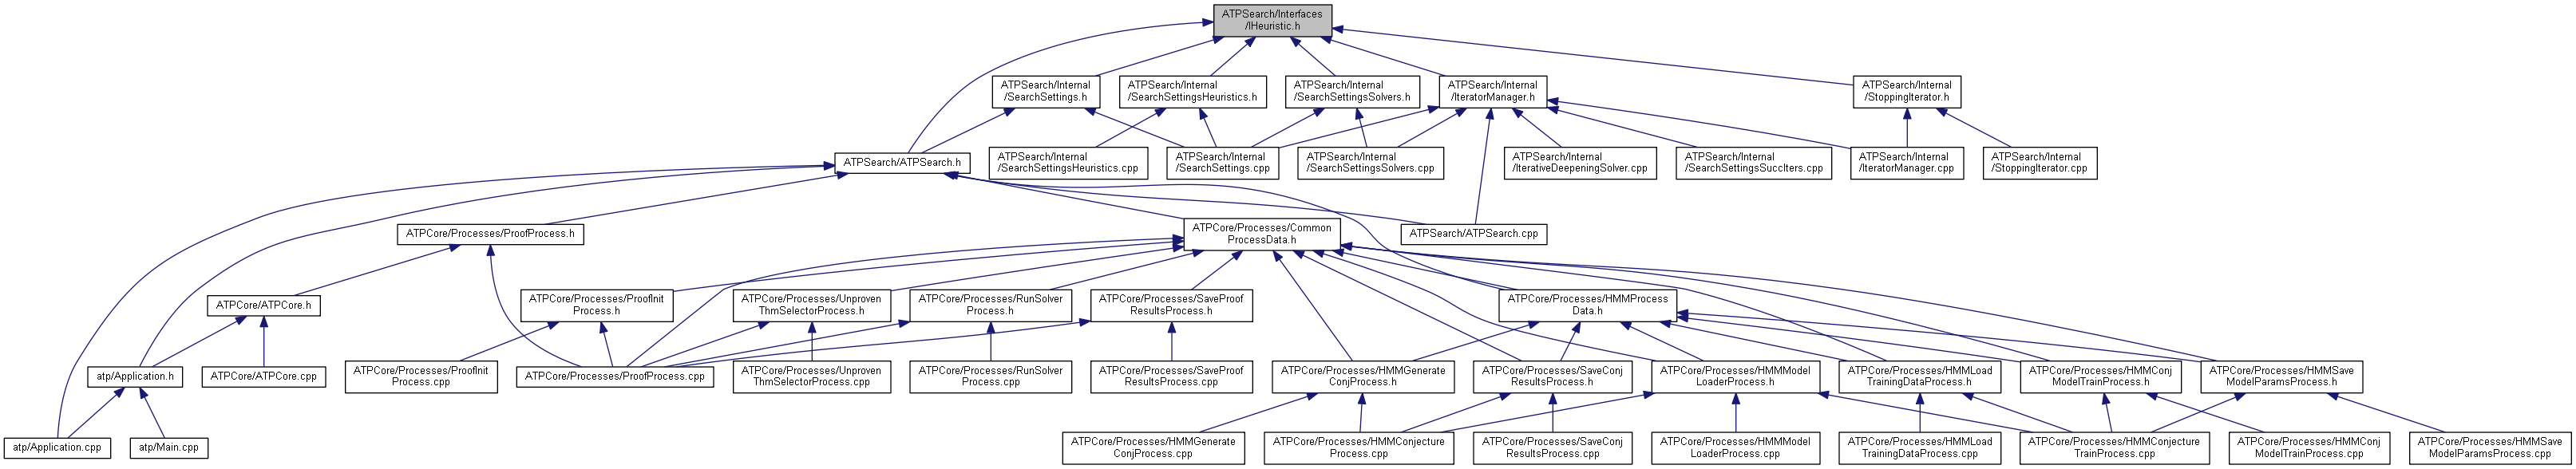 ATPSearch/Interfaces
/IHeuristic.h
ATPSearch/Internal
/SearchSettings.h
ATPSearch/Internal
/SearchSettingsHeuristics.h
ATPSearch/Internal
/SearchSettingsSolvers.h
ATPSearch/Internal
/IteratorManager.h
ATPSearch/Internal
/StoppingIterator.h
ATPSearch/ATPSearch.h
ATPSearch/Internal
/SearchSettingsHeuristics.cpp
ATPSearch/Internal
/SearchSettings.cpp
ATPSearch/Internal
/SearchSettingsSolvers.cpp
ATPSearch/Internal
/IterativeDeepeningSolver.cpp
ATPSearch/Internal
/SearchSettingsSuccIters.cpp
ATPSearch/Internal
/IteratorManager.cpp
ATPSearch/Internal
/StoppingIterator.cpp
ATPCore/Processes/ProofProcess.h
ATPCore/Processes/Common
ProcessData.h
ATPSearch/ATPSearch.cpp
ATPCore/ATPCore.h
ATPCore/Processes/ProofInit
Process.h
ATPCore/Processes/Unproven
ThmSelectorProcess.h
ATPCore/Processes/RunSolver
Process.h
ATPCore/Processes/SaveProof
ResultsProcess.h
ATPCore/Processes/HMMProcess
Data.h
atp/Application.h
ATPCore/ATPCore.cpp
ATPCore/Processes/ProofInit
Process.cpp
ATPCore/Processes/ProofProcess.cpp
ATPCore/Processes/Unproven
ThmSelectorProcess.cpp
ATPCore/Processes/RunSolver
Process.cpp
ATPCore/Processes/SaveProof
ResultsProcess.cpp
ATPCore/Processes/HMMGenerate
ConjProcess.h
ATPCore/Processes/SaveConj
ResultsProcess.h
ATPCore/Processes/HMMModel
LoaderProcess.h
ATPCore/Processes/HMMLoad
TrainingDataProcess.h
ATPCore/Processes/HMMConj
ModelTrainProcess.h
ATPCore/Processes/HMMSave
ModelParamsProcess.h
atp/Application.cpp
atp/Main.cpp
ATPCore/Processes/HMMGenerate
ConjProcess.cpp
ATPCore/Processes/HMMConjecture
Process.cpp
ATPCore/Processes/SaveConj
ResultsProcess.cpp
ATPCore/Processes/HMMModel
LoaderProcess.cpp
ATPCore/Processes/HMMLoad
TrainingDataProcess.cpp
ATPCore/Processes/HMMConjecture
TrainProcess.cpp
ATPCore/Processes/HMMConj
ModelTrainProcess.cpp
ATPCore/Processes/HMMSave
ModelParamsProcess.cpp